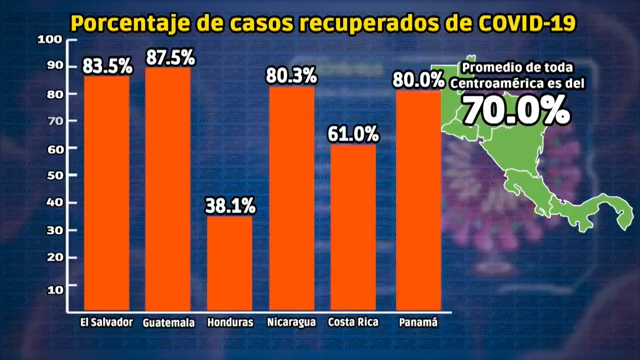 Porcentaje de casos recuperados de COVID-19
100
90
80
70
60
50
40
30
20
10
83.5%
87.5%
38.1%
80.3%
61.0%
80.0%
Promedio de toda
Centroamérica es del
70.0%
El Salvador
Guatemala
Honduras
Nicaragua
Costa Rica
Panamá